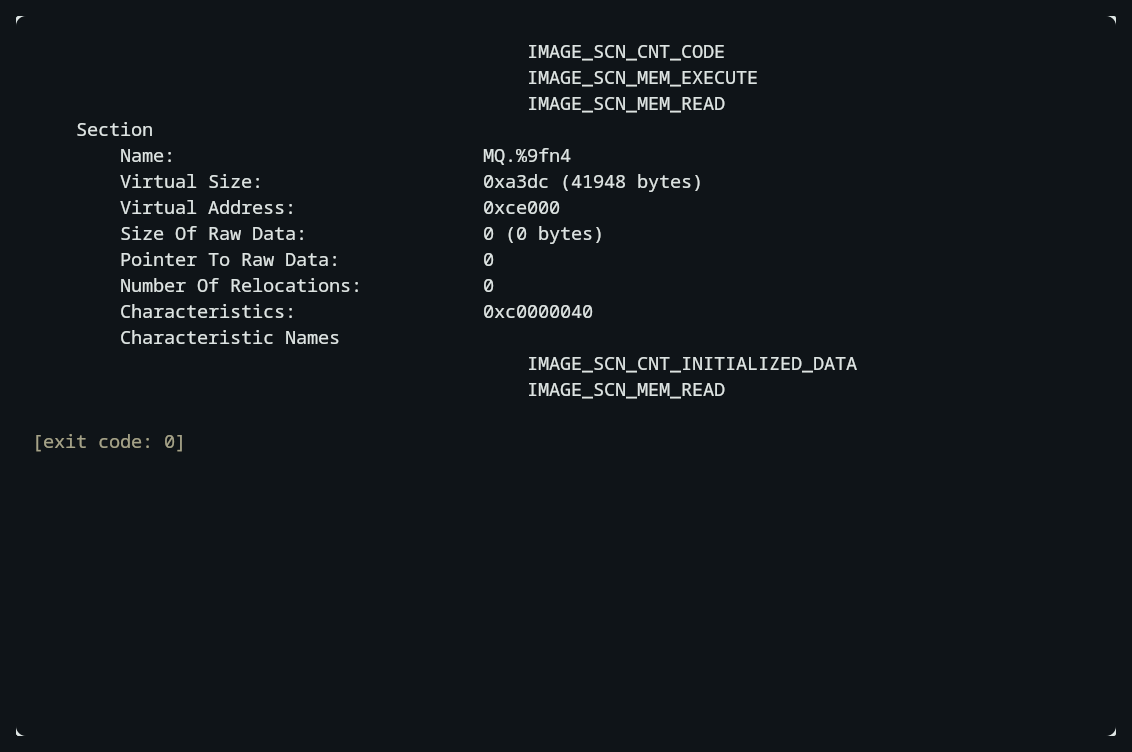 IMAGE_SCN_CNT_CODE
IMAGE_SCN_MEM_EXECUTE
IMAGE_SCN_MEM_READ
Section
Name: MQ.%9fn4
Virtual Size: 0xa3dc (41948 bytes)
Virtual Address: 0xce000
Size Of Raw Data: 0 (0 bytes)
Pointer To Raw Data: 0
Number Of Relocations: 0
Characteristics: 0xc0000040
Characteristic Names
IMAGE_SCN_CNT_INITIALIZED_DATA
IMAGE_SCN_MEM_READ
[exit code: 0]